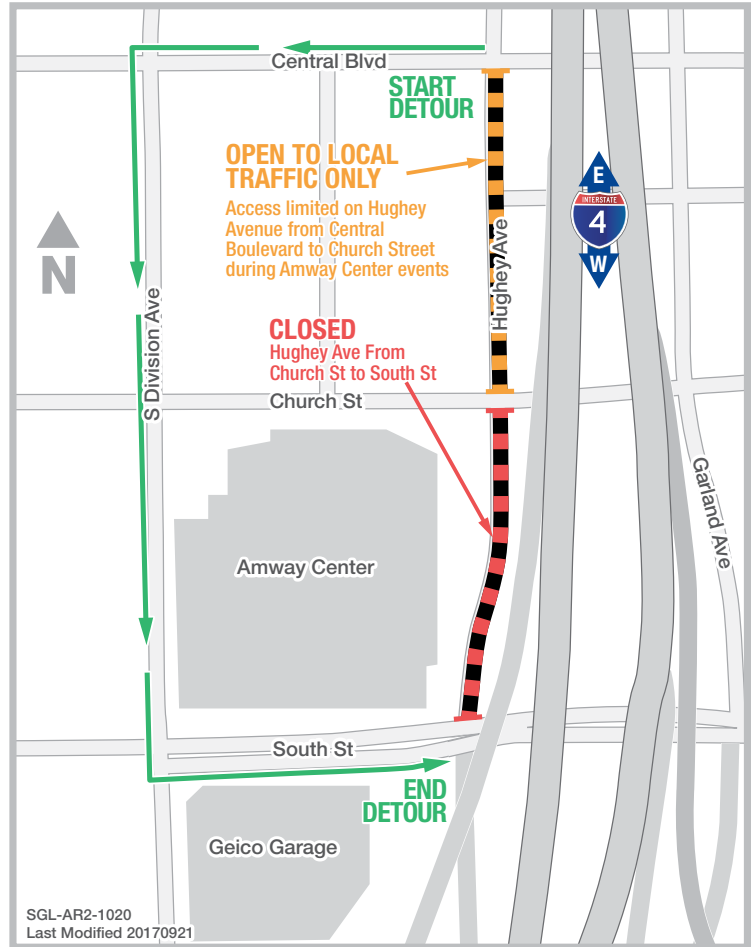 Central Blvd
START
DETOUR
OPEN TO LOCAL
TRAFFIC ONLY
Access limited on Hughey
Avenue from Central
Boulevard to Church Street
during Amway Center events
E
INTERSTATE
4
W
N
Hughey Ave
S Division Ave
CLOSED
Hughey Ave From
Church St to South St
Church St
Garland Ave
Amway Center
South St
END
DETOUR
Geico Garage
SGL-AR2-1020
Last Modified 20170921